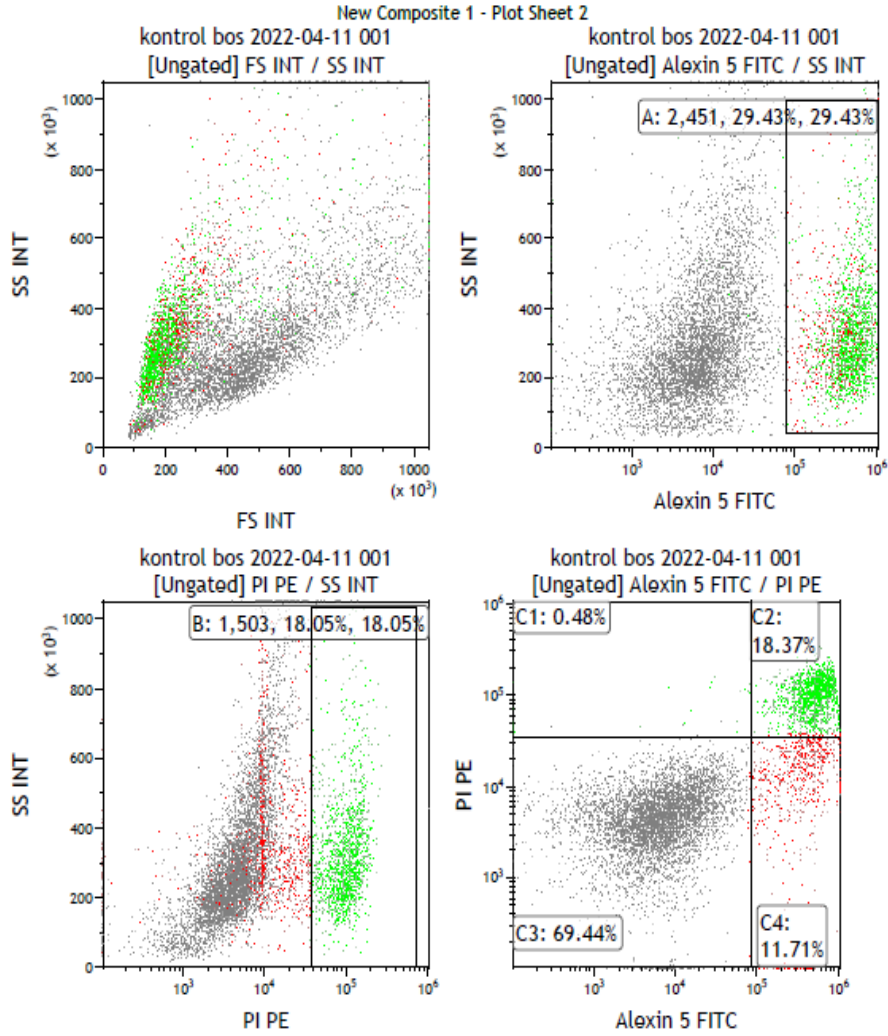 New Composite 1 - Plot Sheet 2
kontrol bos 2022-04-11 001
[Ungated] FS INT / SS INT
1000
(x 10³)
800
600
400
200
0
SS INT
0 200 400 600 800 1000
(x 10³)
FS INT
kontrol bos 2022-04-11 001
[Ungated] Alexin 5 FITC / SS INT
A: 2,451, 29.43%, 29.43%
1000
(x 10³)
800
600
400
200
0
SS INT
10³ 10⁴ 10⁵ 10⁶
Alexin 5 FITC
kontrol bos 2022-04-11 001
[Ungated] PI PE / SS INT
B: 1,503, 18.05%, 18.05%
1000
(x 10³)
800
600
400
200
0
SS INT
10³ 10⁴ 10⁵ 10⁶
PI PE
kontrol bos 2022-04-11 001
[Ungated] Alexin 5 FITC / PI PE
C1: 0.48%
C2:
18.37%
10⁶
10⁵
10⁴
10³
PI PE
C3: 69.44%
C4:
11.71%
10³ 10⁴ 10⁵ 10⁶
Alexin 5 FITC